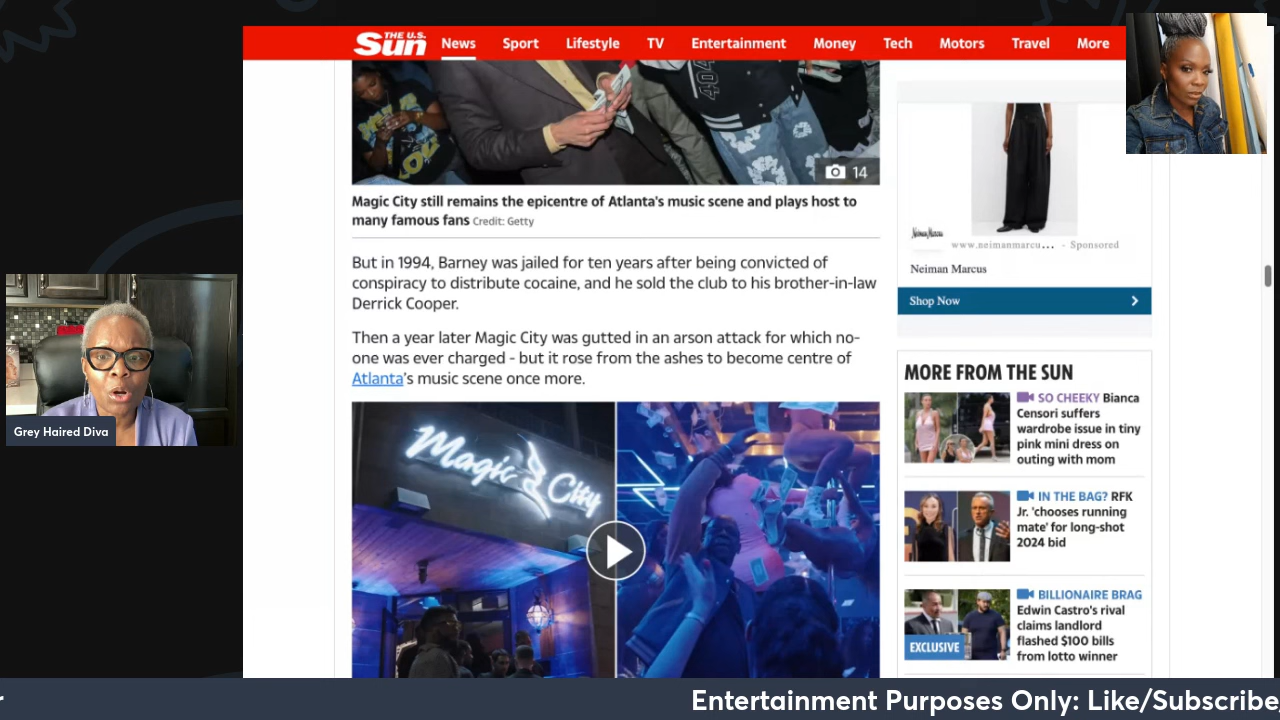 THE U.S.
Sun
News Sport Lifestyle TV Entertainment Money Tech Motors Travel More
404
14
Magic City still remains the epicentre of Atlanta's music scene and plays host to
many famous fans Credit: Getty
But in 1994, Barney was jailed for ten years after being convicted of
conspiracy to distribute cocaine, and he sold the club to his brother-in-law
Derrick Cooper.
Then a year later Magic City was gutted in an arson attack for which no-
one was ever charged - but it rose from the ashes to become centre of
Atlanta's music scene once more.
Magic City
Neiman Marcus
www.neimanmarcu... - Sponsored
Neiman Marcus
Shop Now
MORE FROM THE SUN
SO CHEEKY Bianca
Censori suffers
wardrobe issue in tiny
pink mini dress on
outing with mom
IN THE BAG? RFK
Jr. 'chooses running
mate' for long-shot
2024 bid
BILLIONAIRE BRAG
Edwin Castro's rival
claims landlord
flashed $100 bills
from lotto winner
EXCLUSIVE
Grey Haired Diva
r
Entertainment Purposes Only: Like/Subscribe/